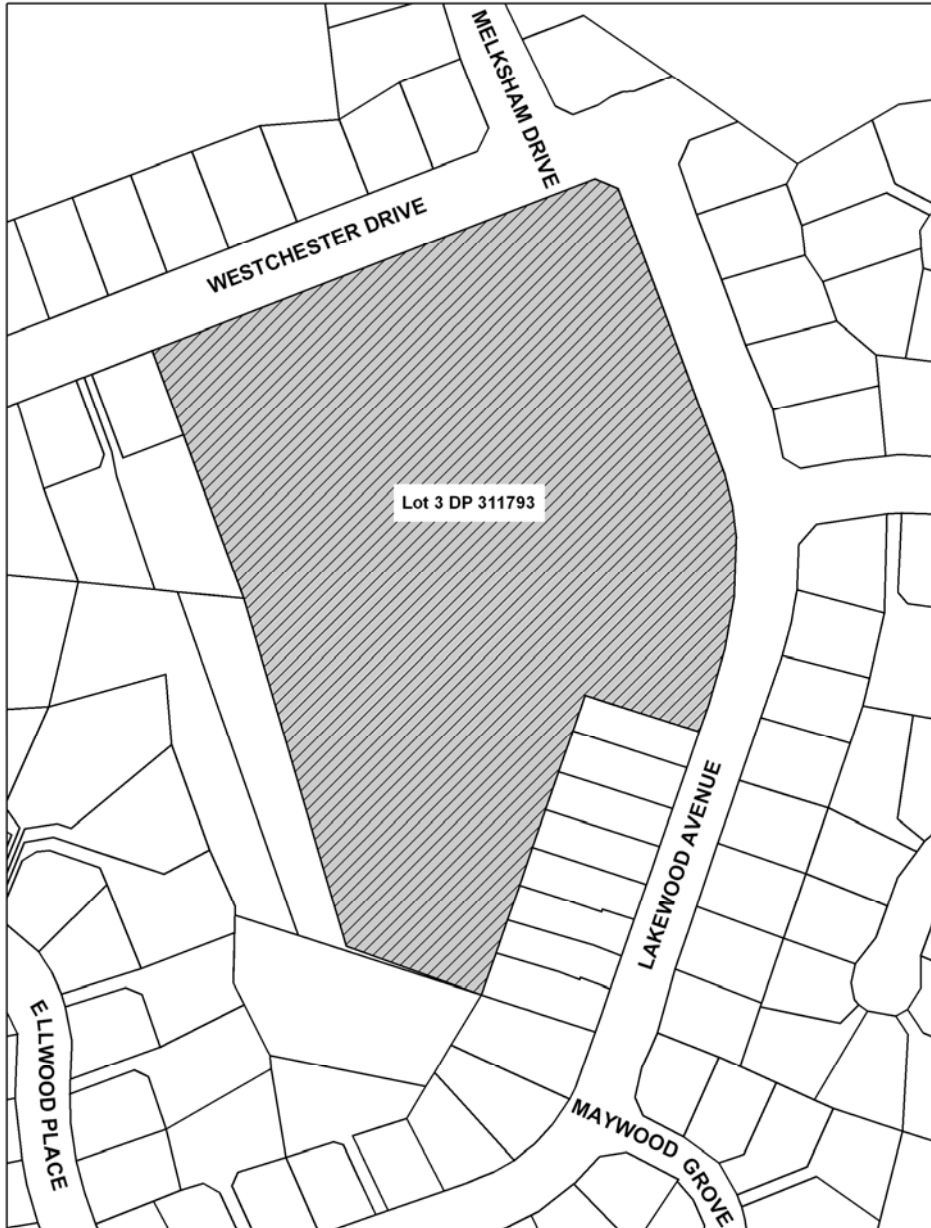 MELKSHAM DRIVE
WESTCHESTER DRIVE
Lot 3 DP 311793
LAKEWOOD AVENUE
ELLWOOD PLACE
MAYWOOD GROVE